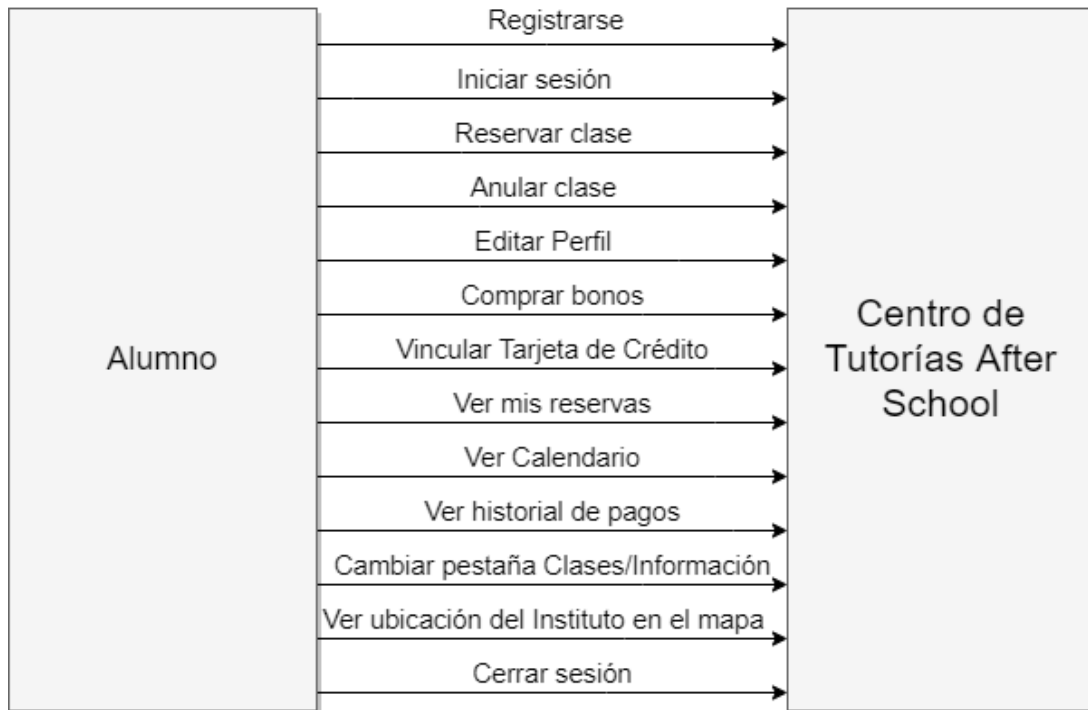 Registrarse
Iniciar sesión
Reservar clase
Anular clase
Editar Perfil
Comprar bonos
Alumno
Vincular Tarjeta de Crédito
Ver mis reservas
Ver Calendario
Ver historial de pagos
Cambiar pestaña Clases/Información
Ver ubicación del Instituto en el mapa
Cerrar sesión
Centro de
Tutorías After
School